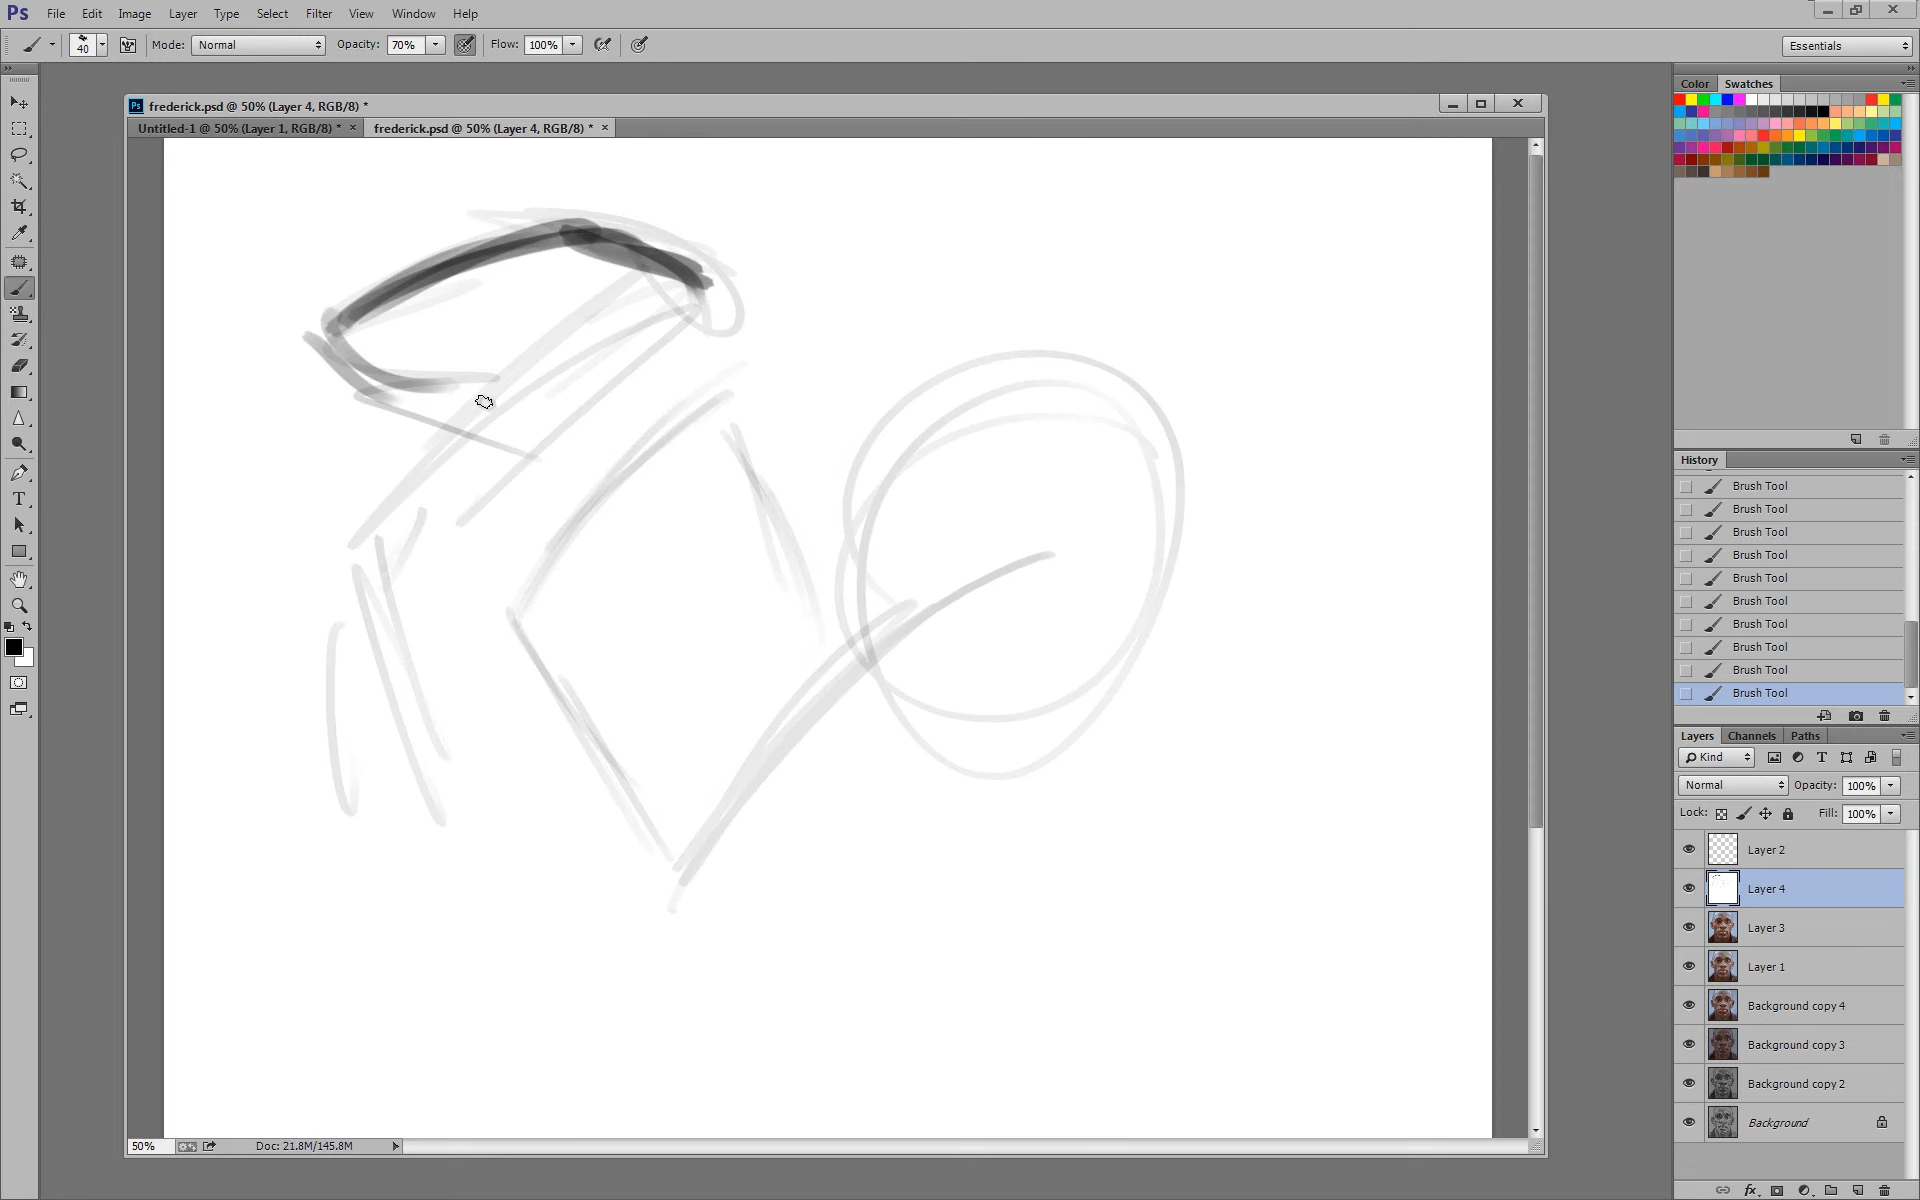 Ps File Edit Image Layer Type Select Filter Extract View Window Help
40 Mode: Normal Opacity: 70% Flow: 100% Essentials
Color Swatches
Ps frederick.psd @ 50% (Layer 4, RGB/8) *
Untitled-1 @ 50% (Layer 1, RGB/8) * × frederick.psd @ 50% (Layer 4, RGB/8) * ×
History
Brush Tool
Brush Tool
Brush Tool
Brush Tool
Brush Tool
Brush Tool
Brush Tool
Brush Tool
Brush Tool
Brush Tool
Layers Channels Paths
Kind
Normal Opacity: 100%
Lock: Fill: 100%
Layer 2
Layer 4
Layer 3
Layer 1
Background copy 4
Background copy 3
Background copy 2
Background
50% Doc: 21.8M/145.8M
fx